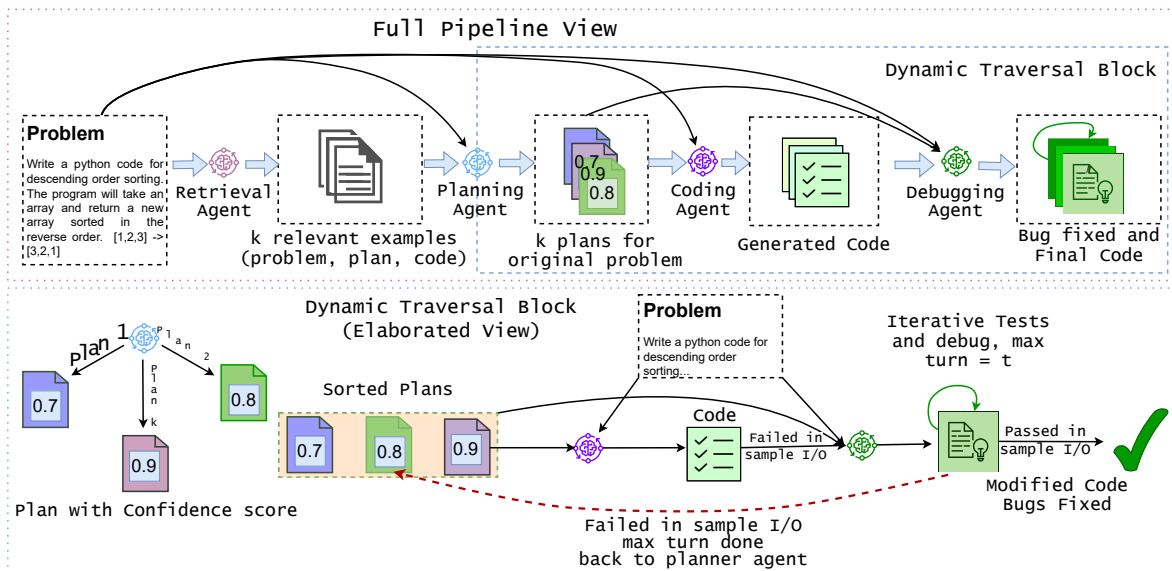 Full Pipeline View
Dynamic Traversal Block
Problem
Write a python code for
descending order sorting.
The program will take an
array and return a new
array sorted in the
reverse order. [1,2,3] ->
[3,2,1]
Retrieval
Agent
k relevant examples
(problem, plan, code)
Planning
Agent
0.7
0.9
0.8
k plans for
original problem
Coding
Agent
Generated Code
Debugging
Agent
Bug fixed and
Final Code
Dynamic Traversal Block
(Elaborated View)
Plan 1
Plan 2
Plan k
0.7
0.8
0.9
Plan with Confidence score
Sorted Plans
0.7
0.8
0.9
Problem
Write a python code for
descending order
sorting...
Code
Failed in
sample I/O
Iterative Tests
and debug, max
turn = t
Passed in
sample I/O
Modified Code
Bugs Fixed
Failed in sample I/O
max turn done
back to planner agent